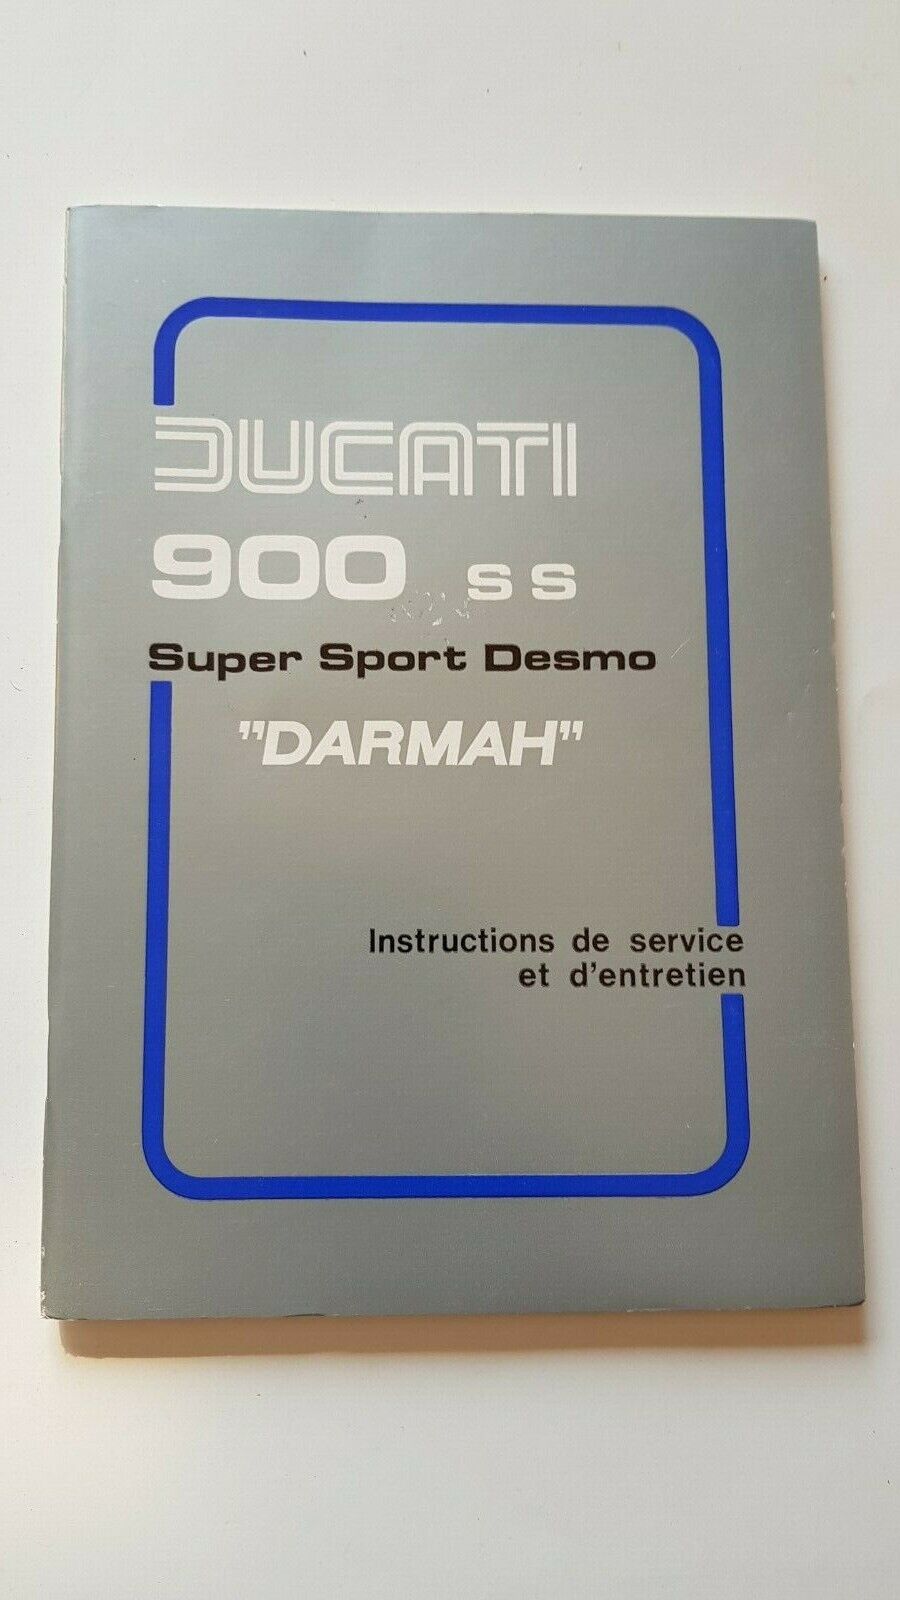 DUCATI
900 SS
Super Sport Desmo
"DARMAH"
Instructions de service
et d'entretien